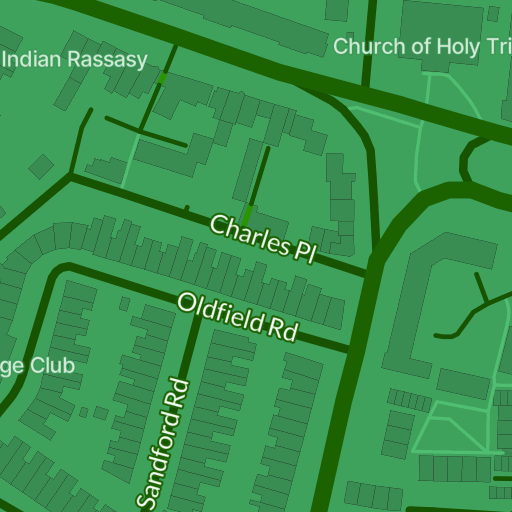 Church of Holy Tri
Indian Rassasy
Charles Pl
Oldfield Rd
ge Club
Sandford Rd